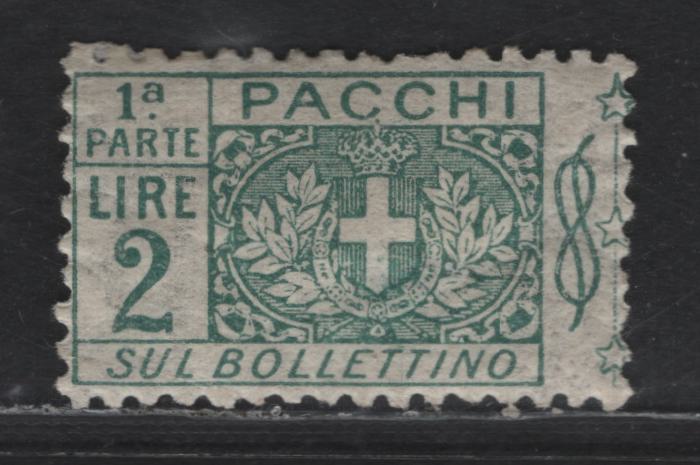 1ª.
PARTE
PACCHI
LIRE
2
SUL BOLLETTINO